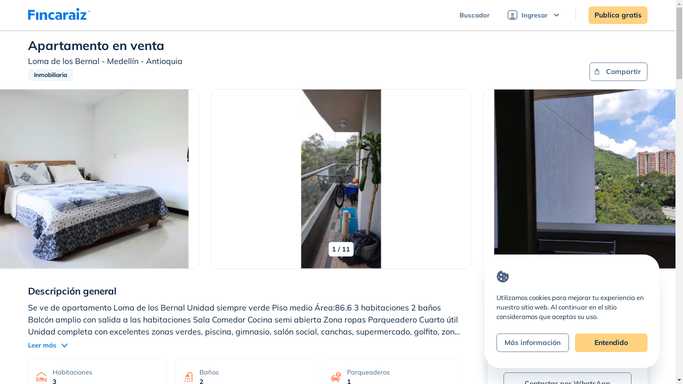 Fincaraiz
Buscador
Ingresar
Publica gratis
Apartamento en venta
Loma de los Bernal - Medellín - Antioquia
Inmobiliaria
Compartir
1 / 11
Descripción general
Se ve de apartamento Loma de los Bernal Unidad siempre verde Piso medio Área:86.6 3 habitaciones 2 baños
Balcón amplio con salida a las habitaciones Sala Comedor Cocina semi abierta Zona ropas Parqueadero Cuarto útil
Unidad completa con excelentes zonas verdes, piscina, gimnasio, salón social, canchas, supermercado, golfito, zon...
Leer más
Habitaciones
3
Baños
2
Parqueaderos
1
Utilizamos cookies para mejorar tu experiencia en
nuestro sitio web. Al continuar en el sitio
consideramos que aceptas su uso.
Más información
Entendido
Contactar por WhatsApp